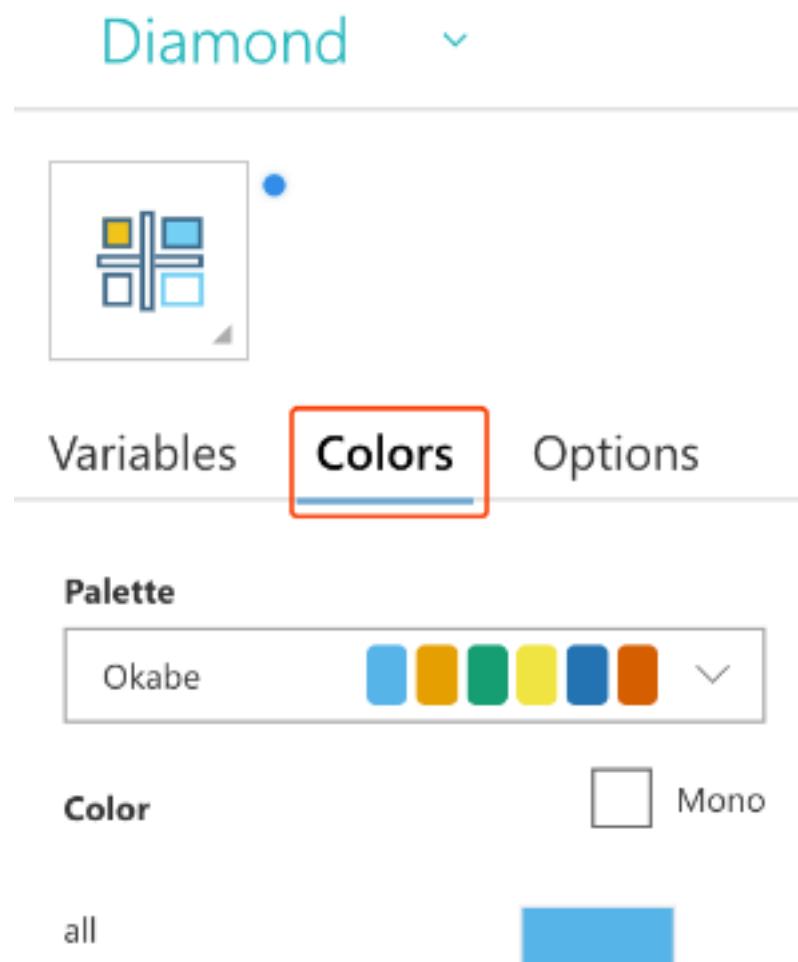 Diamond
Variables Colors Options
Palette
Okabe
Color Mono
all